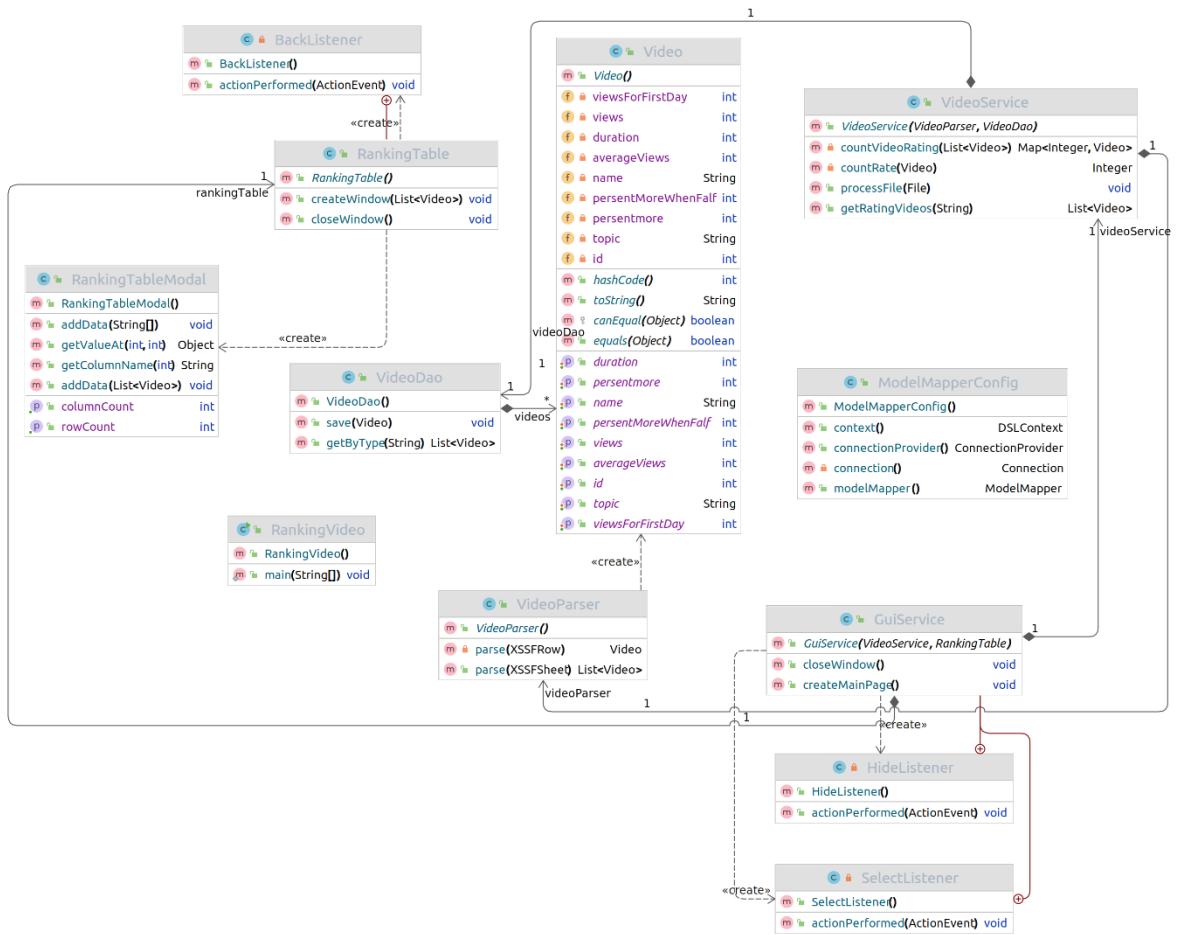 1
BackListener
BackListener()
actionPerformed(ActionEvent) void
«create»
RankingTable
RankingTable()
createWindow(List<Video>) void
closeWindow() void
1
rankingTable
RankingTableModal
RankingTableModal()
addData(String[]) void
getValueAt(int, int) Object
getColumnName(int) String
addData(List<Video>) void
columnCount int
rowCount int
«create»
VideoDao
VideoDao()
save(Video) void
getByType(String) List<Video>
1
videos
*
videoDao
1
Video
Video()
viewsForFirstDay int
views int
duration int
averageViews int
name String
persentMoreWhenFalf int
persentmore int
topic String
id int
hashCode() int
toString() String
canEqual(Object) boolean
equals(Object) boolean
duration int
persentmore int
name String
persentMoreWhenFalf int
views int
averageViews int
id int
topic String
viewsForFirstDay int
«create»
VideoService
VideoService(VideoParser, VideoDao)
countVideoRating(List<Video>) Map<Integer, Video>
countRate(Video) Integer
processFile(File) void
getRatingVideos(String) List<Video>
1
1 videoService
ModelMapperConfig
ModelMapperConfig()
context() DSLContext
connectionProvider() ConnectionProvider
connection() Connection
modelMapper() ModelMapper
RankingVideo
RankingVideo()
main(String[]) void
VideoParser
VideoParser()
parse(XSSFRow) Video
parse(XSSFSheet) List<Video>
videoParser
1
GuiService
GuiService(VideoService, RankingTable)
closeWindow() void
createMainPage() void
1
1
«create»
HideListener
HideListener()
actionPerformed(ActionEvent) void
«create»
SelectListener
SelectListener()
actionPerformed(ActionEvent) void